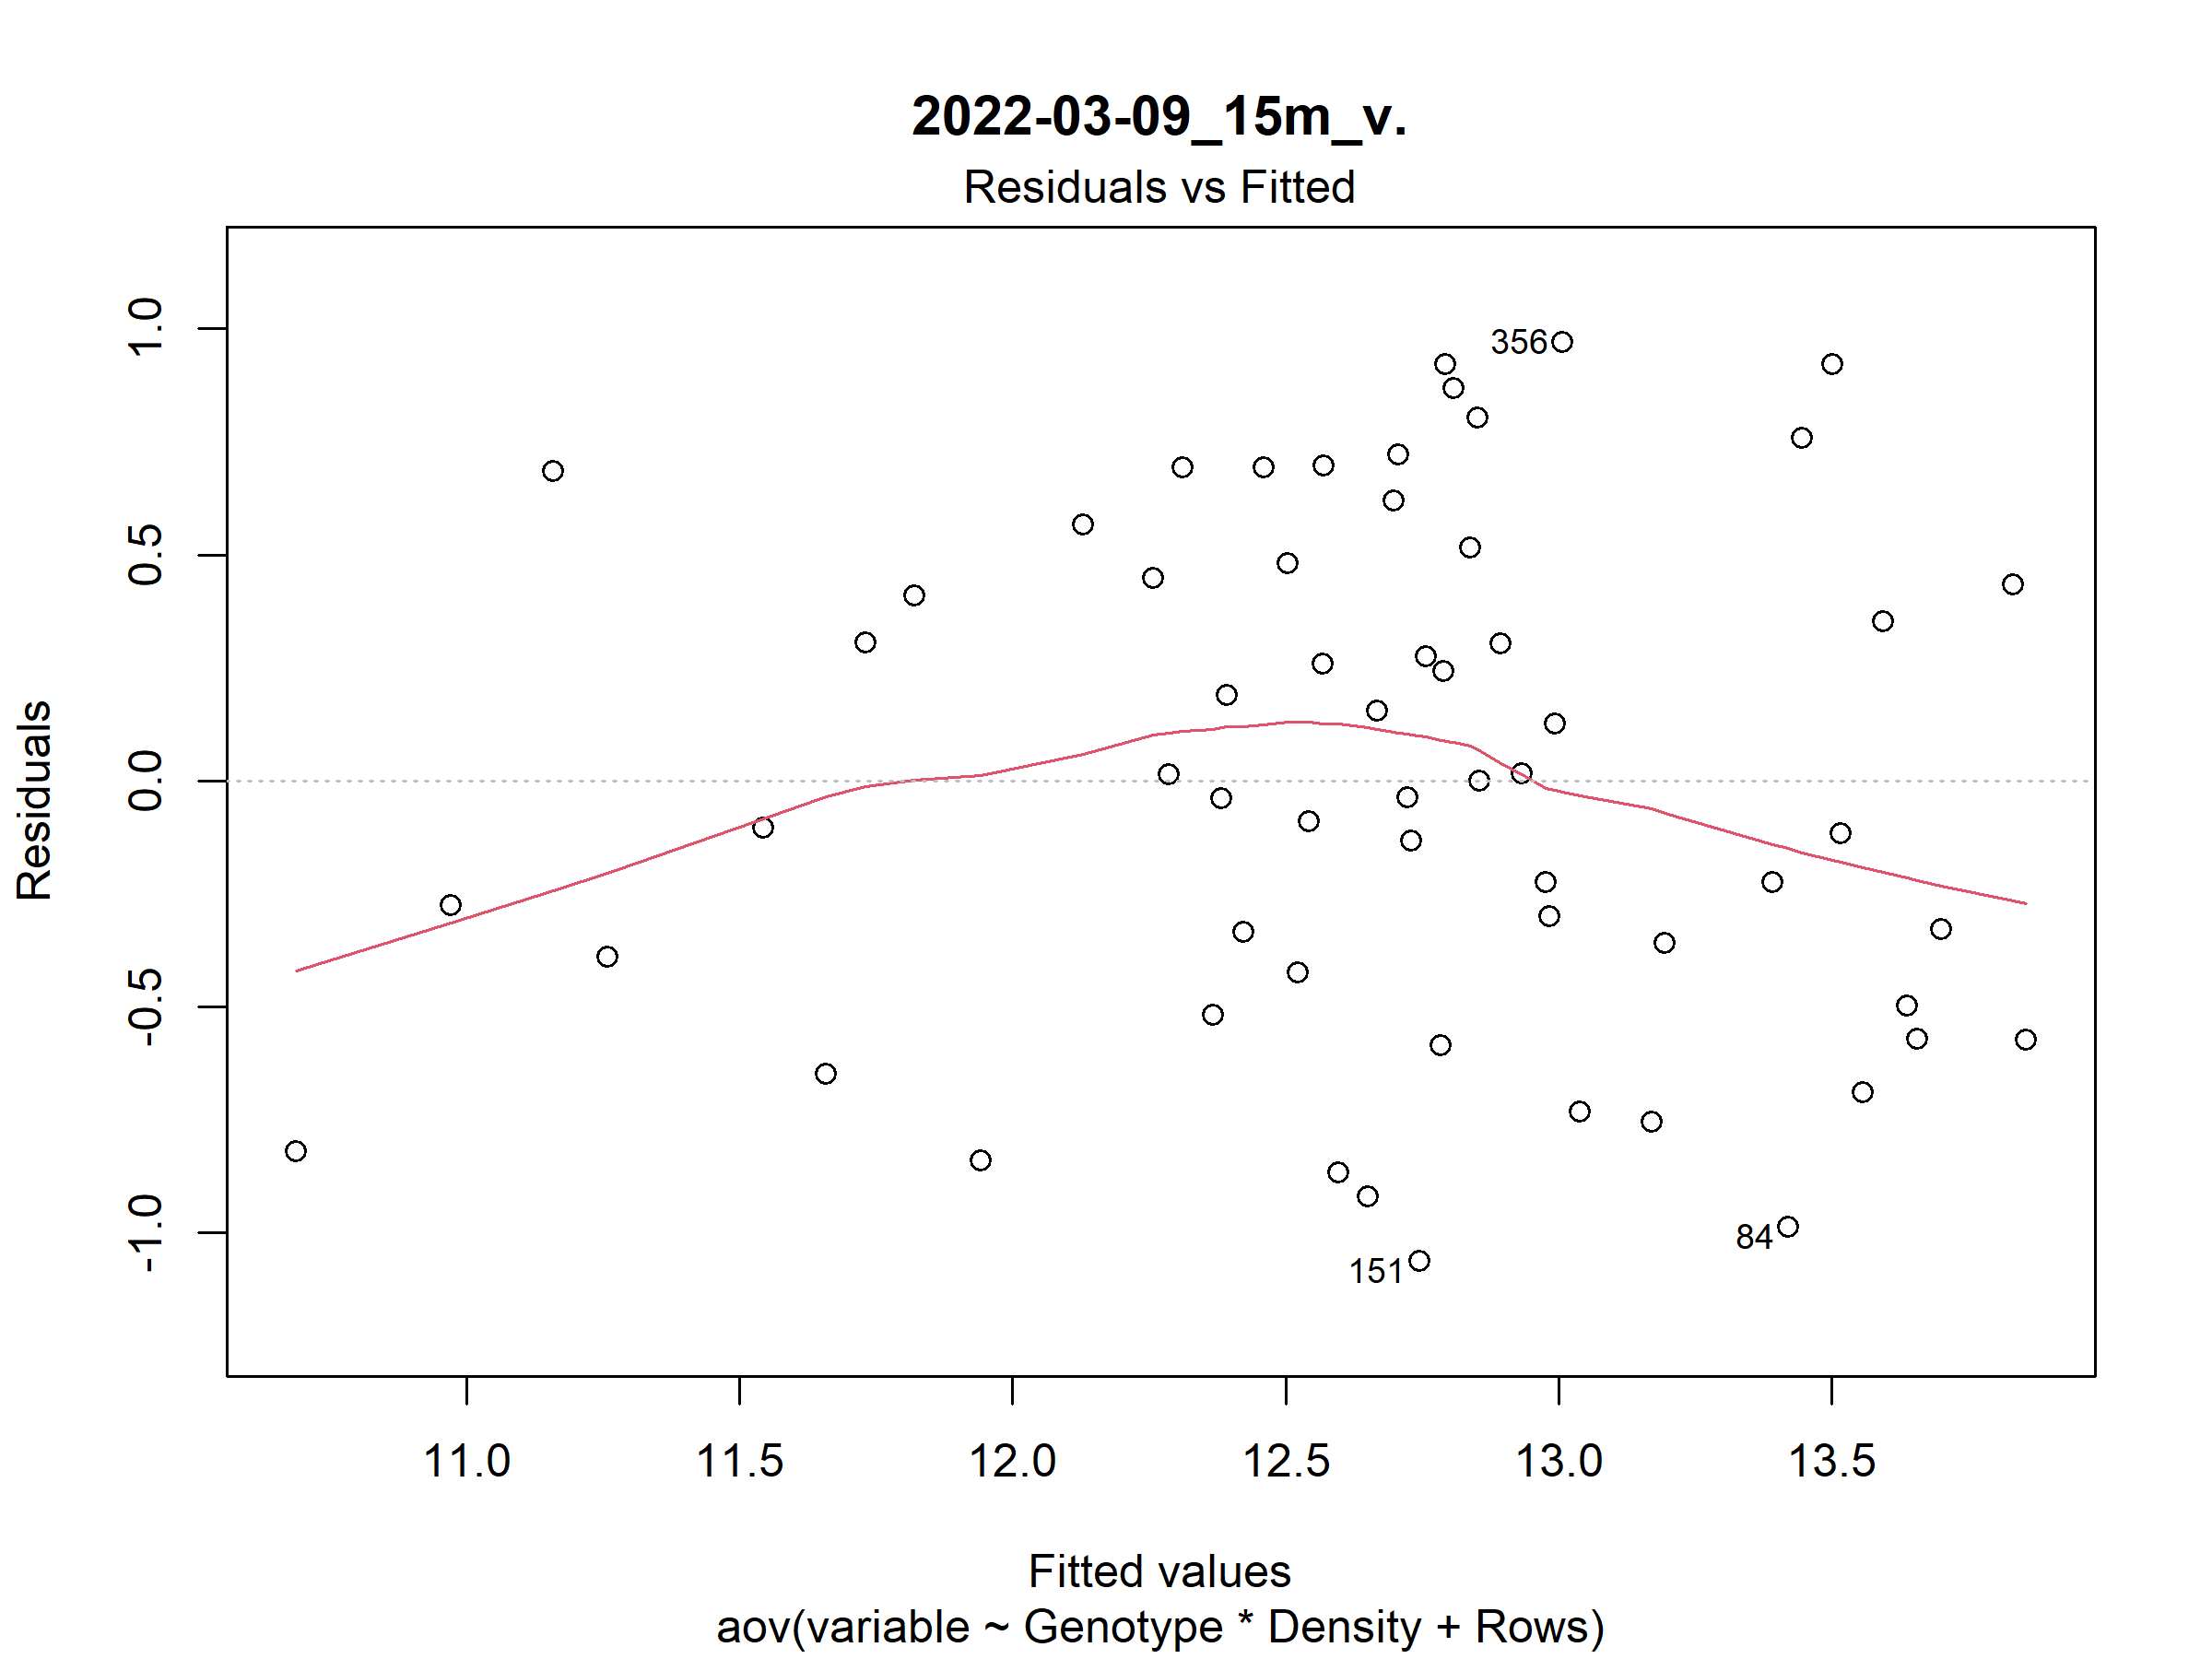 2022-03-09_15m_v.
Residuals vs Fitted
Residuals
1.0
0.5
0.0
-0.5
-1.0
356
151
84
11.0 11.5 12.0 12.5 13.0 13.5
Fitted values
aov(variable ~ Genotype * Density + Rows)